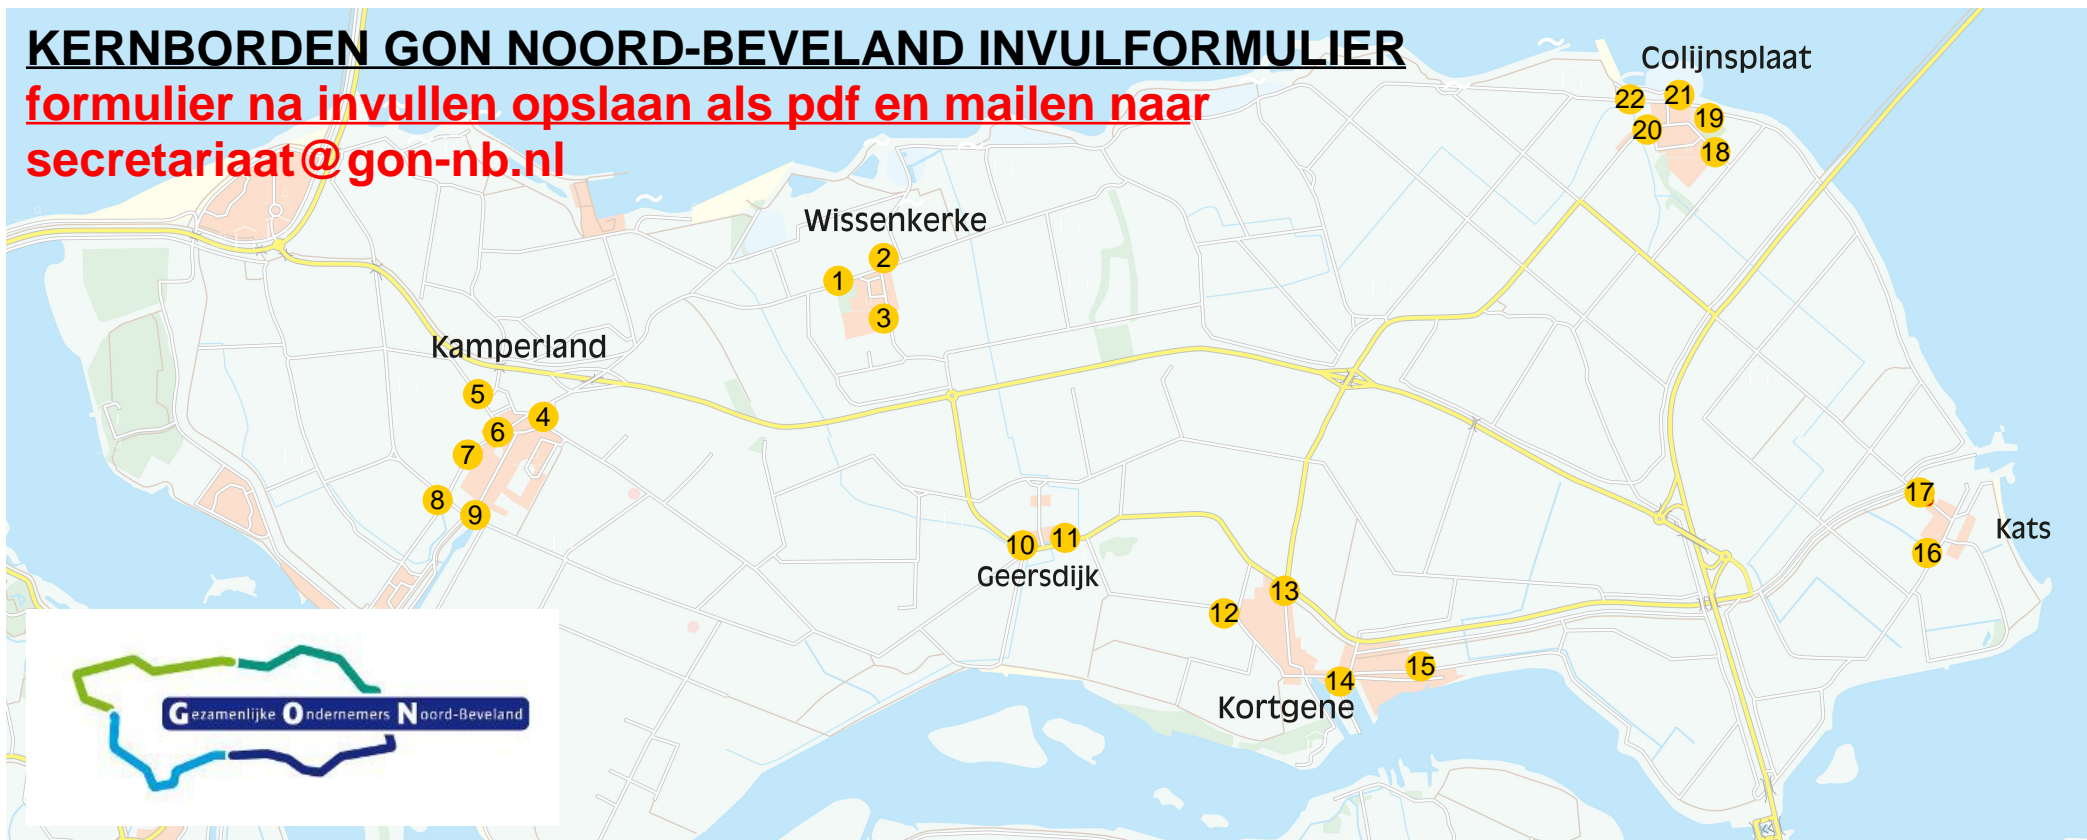 KERNBORDEN GON NOORD-BEVELAND INVULFORMULIER
formulier na invullen opslaan als pdf en mailen naar
secretariaat@gon-nb.nl
Colijnsplaat
22 21 19
20 18
Wissenkerke
2
1
3
Kamperland
5
4
6
7
8
9
17
Kats
16
10 11
Geersdijk
13
12
15
14
Kortgene
Gezamenlijke Ondernemers Noord-Beveland